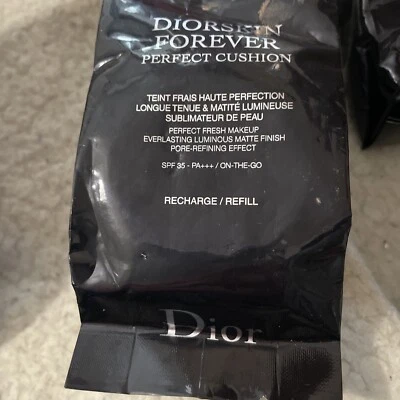 DIORSKIN
FOREVER
PERFECT CUSHION
TEINT FRAIS HAUTE PERFECTION
LONGUE TENUE & MATITÉ LUMINEUSE
SUBLIMATEUR DE PEAU
PERFECT FRESH MAKEUP
EVERLASTING LUMINOUS MATTE FINISH
PORE-REFINING EFFECT
SPF 35 - PA+++ / ON-THE-GO
RECHARGE / REFILL
Dior